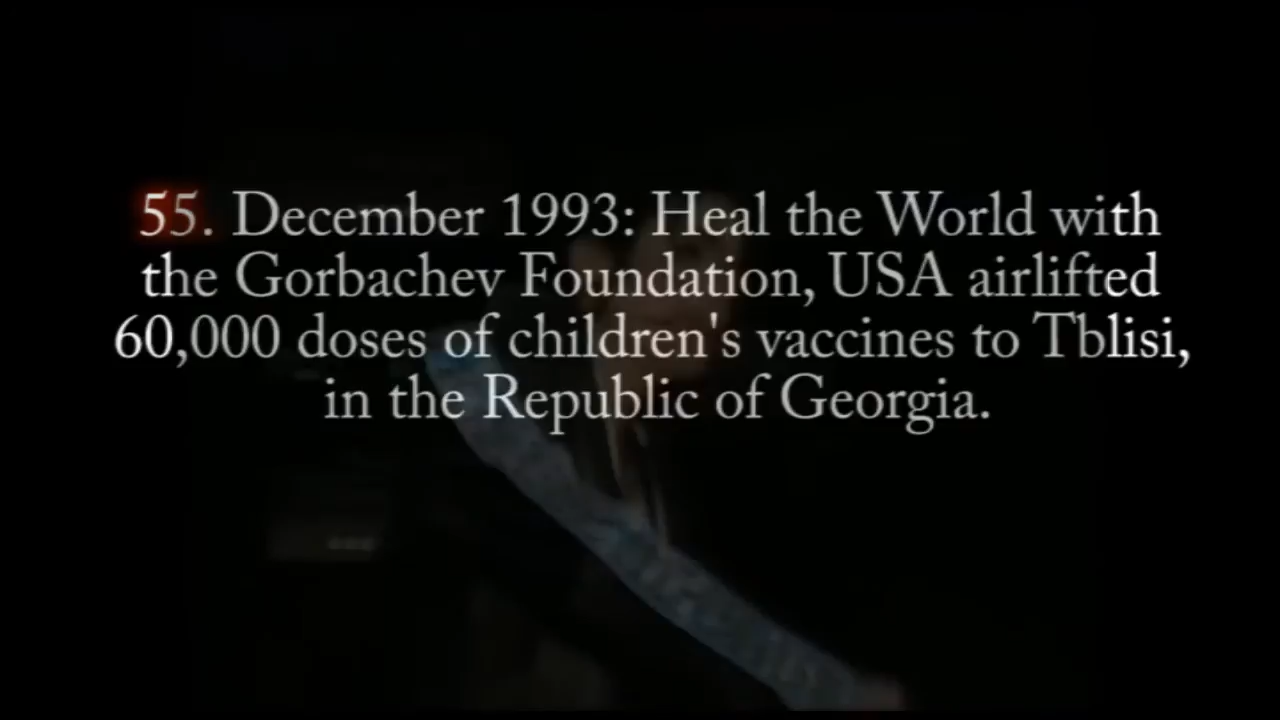 55. December 1993: Heal the World with
the Gorbachev Foundation, USA airlifted
60,000 doses of children's vaccines to Tblisi,
in the Republic of Georgia.